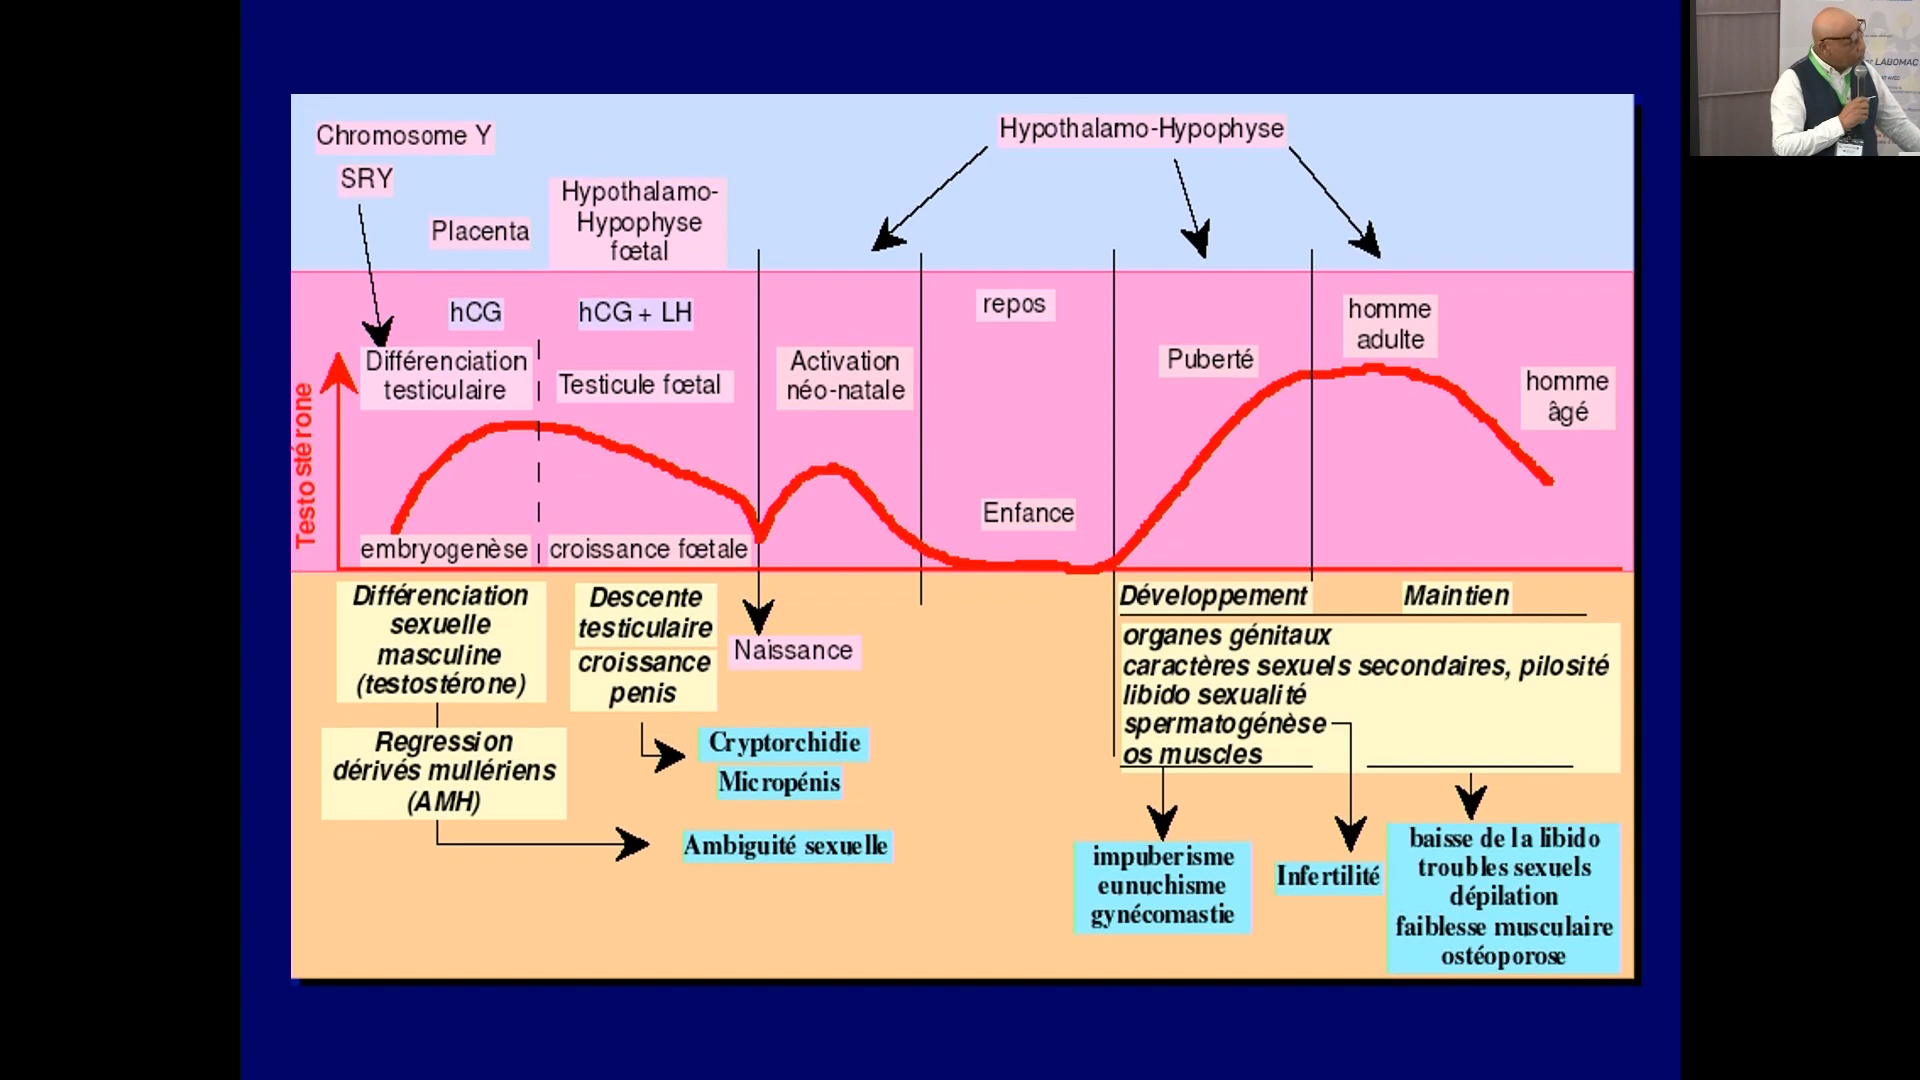 Chromosome Y
SRY
Placenta
Hypothalamo-
Hypophyse
fœtal
Hypothalamo-Hypophyse
hCG
hCG + LH
repos
homme
adulte
Différenciation
testiculaire
Testicule fœtal
Activation
néo-natale
Puberté
homme
âgé
Testostérone
Enfance
embryogenèse
croissance fœtale
Différenciation
sexuelle
masculine
(testostérone)
Descente
testiculaire
croissance
penis
Naissance
Développement
Maintien
organes génitaux
caractères sexuels secondaires, pilosité
libido sexualité
spermatogénèse
os muscles
Regression
dérivés mullériens
(AMH)
Cryptorchidie
Micropénis
Ambiguité sexuelle
impuberisme
eunuchisme
gynécomastie
Infertilité
baisse de la libido
troubles sexuels
dépilation
faiblesse musculaire
ostéoporose
LABOMAC